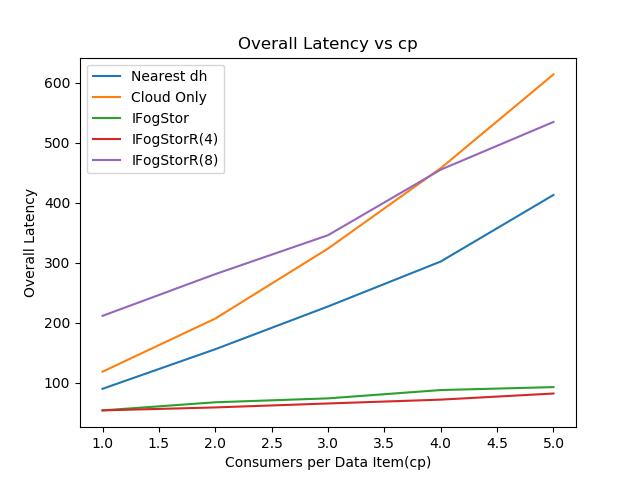 Overall Latency vs cp
Nearest dh
Cloud Only
IFogStor
IFogStorR(4)
IFogStorR(8)
Overall Latency
600
500
400
300
200
100
1.0 1.5 2.0 2.5 3.0 3.5 4.0 4.5 5.0
Consumers per Data Item(cp)